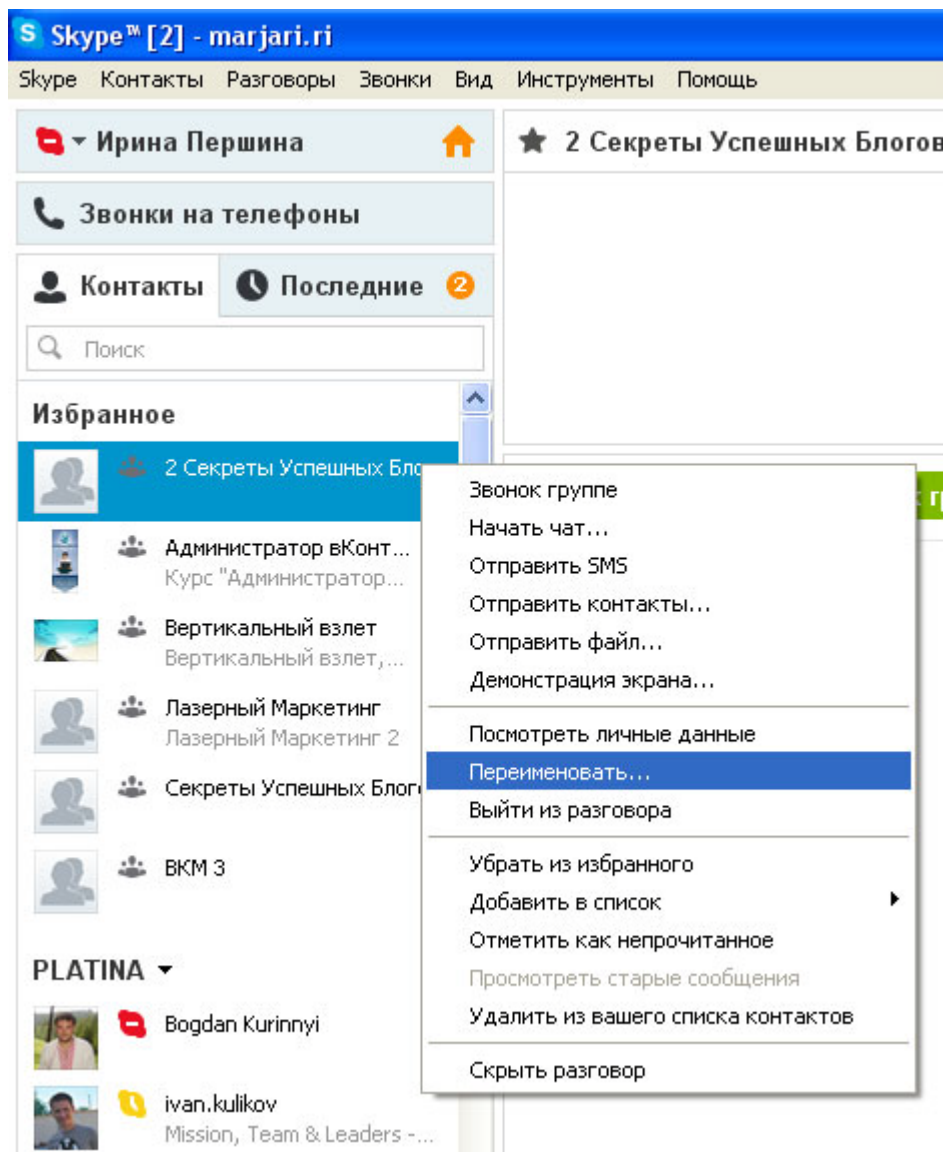 Skype™ [2] - marjari.ri
Skype Контакты Разговоры Звонки Вид Инструменты Помощь
Ирина Першина
2 Секреты Успешных Блогов
Звонки на телефоны
Контакты Последние 2
Поиск
Избранное
2 Секреты Успешных Бло
Администратор вКонт...
Курс "Администратор...
Вертикальный взлет
Вертикальный взлет,...
Лазерный Маркетинг
Лазерный Маркетинг 2
Секреты Успешных Блог
ВКМ 3
PLATINA
Bogdan Kurinnyi
ivan.kulikov
Mission, Team & Leaders -...
Звонок группе
Начать чат...
Отправить SMS
Отправить контакты...
Отправить файл...
Демонстрация экрана...
Посмотреть личные данные
Переименовать...
Выйти из разговора
Убрать из избранного
Добавить в список
Отметить как непрочитанное
Просмотреть старые сообщения
Удалить из вашего списка контактов
Скрыть разговор